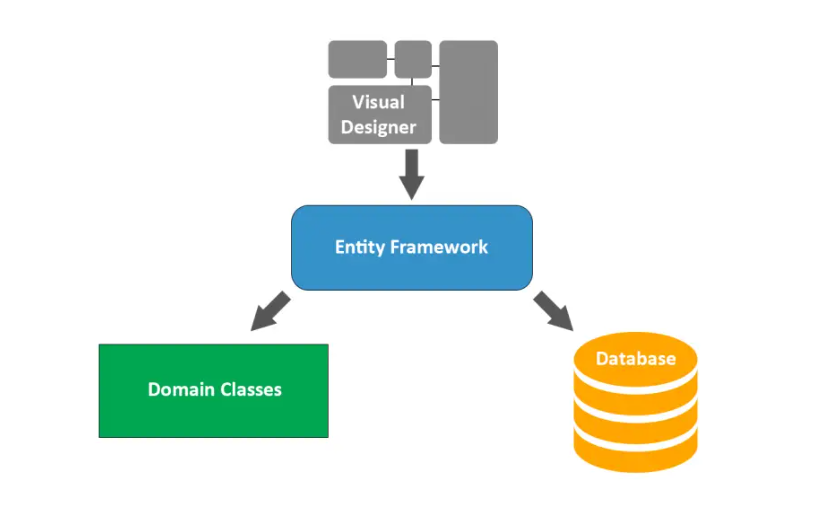 Visual
Designer
Entity Framework
Domain Classes
Database